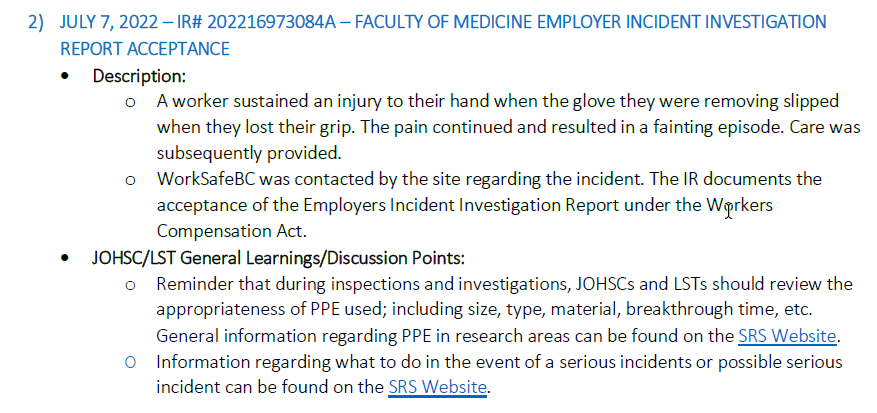 2) JULY 7, 2022 – IR# 202216973084A – FACULTY OF MEDICINE EMPLOYER INCIDENT INVESTIGATION
REPORT ACCEPTANCE
• Description:
o A worker sustained an injury to their hand when the glove they were removing slipped
when they lost their grip. The pain continued and resulted in a fainting episode. Care was
subsequently provided.
o WorkSafeBC was contacted by the site regarding the incident. The IR documents the
acceptance of the Employers Incident Investigation Report under the Workers
Compensation Act.
• JOHSC/LST General Learnings/Discussion Points:
o Reminder that during inspections and investigations, JOHSCs and LSTs should review the
appropriateness of PPE used; including size, type, material, breakthrough time, etc.
General information regarding PPE in research areas can be found on the SRS Website.
o Information regarding what to do in the event of a serious incidents or possible serious
incident can be found on the SRS Website.